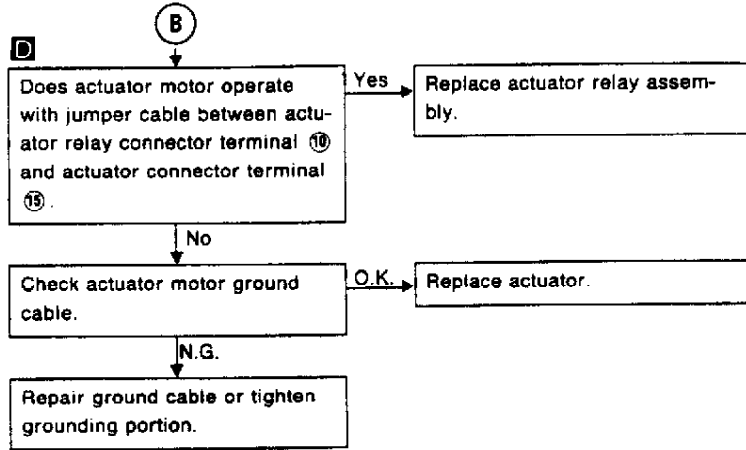 B
D
Does actuator motor operate
with jumper cable between actu-
ator relay connector terminal ⑩
and actuator connector terminal
⑮.
Yes
Replace actuator relay assem-
bly.
No
Check actuator motor ground
cable.
O.K.
Replace actuator.
N.G.
Repair ground cable or tighten
grounding portion.